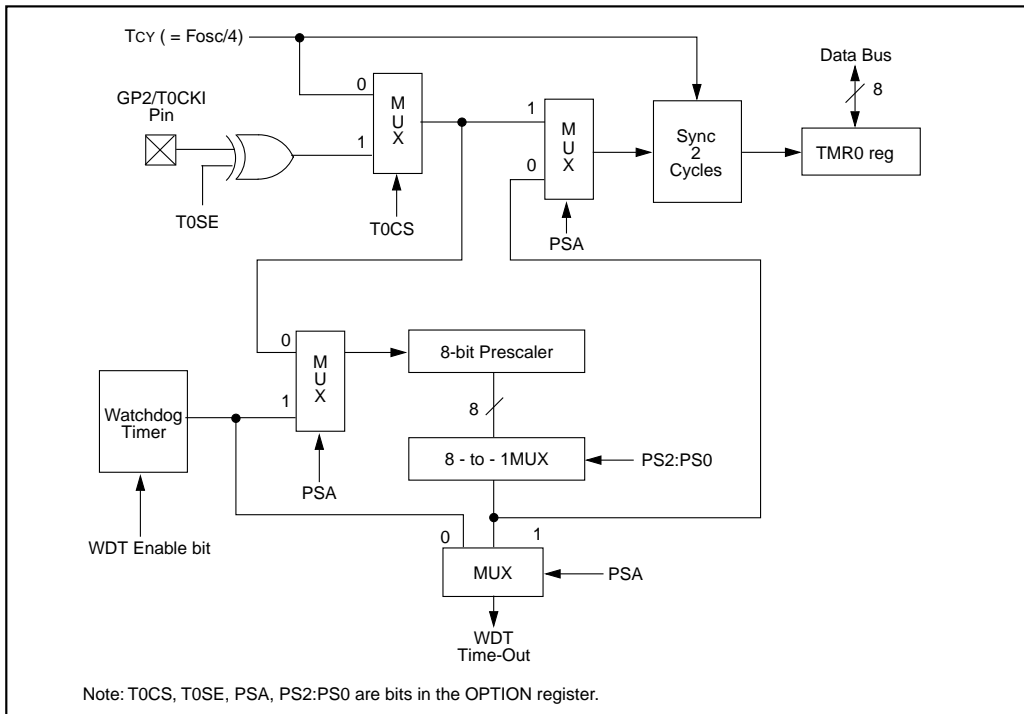 TCY ( = Fosc/4)
Data Bus
8
GP2/T0CKI
Pin
0
1
M
U
X
T0CS
T0SE
1
0
M
U
X
PSA
Sync
2
Cycles
TMR0 reg
0
1
M
U
X
PSA
8-bit Prescaler
8
8 - to - 1MUX
PS2:PS0
Watchdog
Timer
WDT Enable bit
0
1
MUX
PSA
WDT
Time-Out
Note: T0CS, T0SE, PSA, PS2:PS0 are bits in the OPTION register.